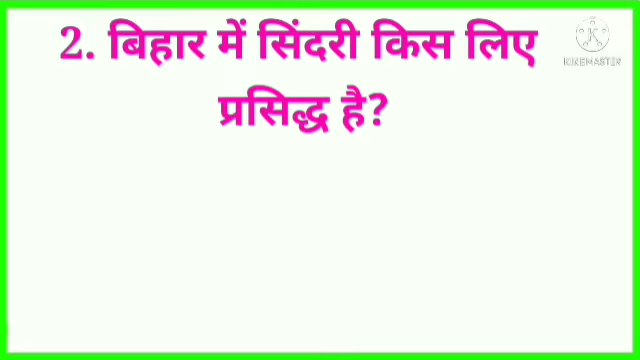 2. बिहार में सिंदरी किस लिए
प्रसिद्ध है?
K
KINEMASTER